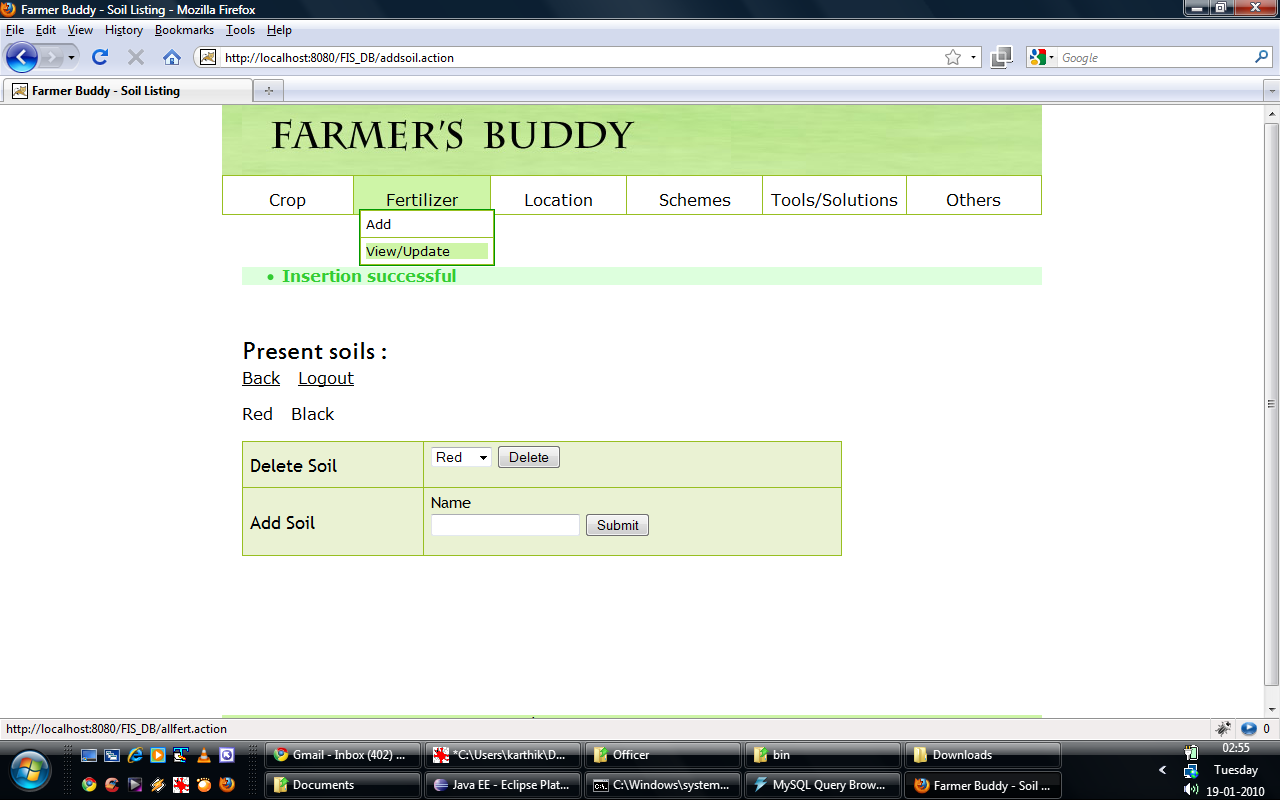 Farmer Buddy - Soil Listing - Mozilla Firefox
File Edit View History Bookmarks Tools Help
http://localhost:8080/FIS_DB/addsoil.action
Google
Farmer Buddy - Soil Listing
FARMER'S BUDDY
Crop Fertilizer Location Schemes Tools/Solutions Others
Add
View/Update
• Insertion successful
Present soils :
Back Logout
Red Black
Delete Soil Red Delete
Name
Add Soil Submit
http://localhost:8080/FIS_DB/allfert.action 0
Gmail - Inbox (402) ... *C:\Users\karthik\D... Officer bin Downloads 02:55
Tuesday
Documents Java EE - Eclipse Plat... C:\Windows\system... MySQL Query Brow... Farmer Buddy - Soil ... 19-01-2010